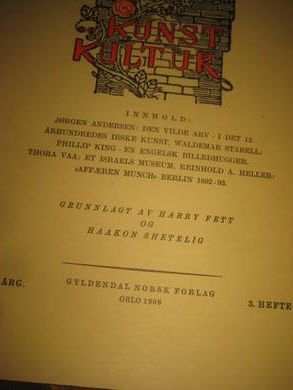 KUNST
KULTUR
INNHOLD:
JØRGEN ANDERSEN: DEN VILDE ARV - I DET 12.
ÅRHUNDREDES IRSKE KUNST. WALDEMAR STABELL:
PHILLIP KING - EN ENGELSK BILLEDHUGGER.
THORA VAA: ET ISRAELS MUSEUM. REINHOLD A. HELLER:
«AFFÆREN MUNCH» BERLIN 1892-93.
GRUNNLAGT AV HARRY FETT
OG
HAAKON SHETELIG
ARG: GYLDENDAL NORSK FORLAG
OSLO 1968 3. HEFTE